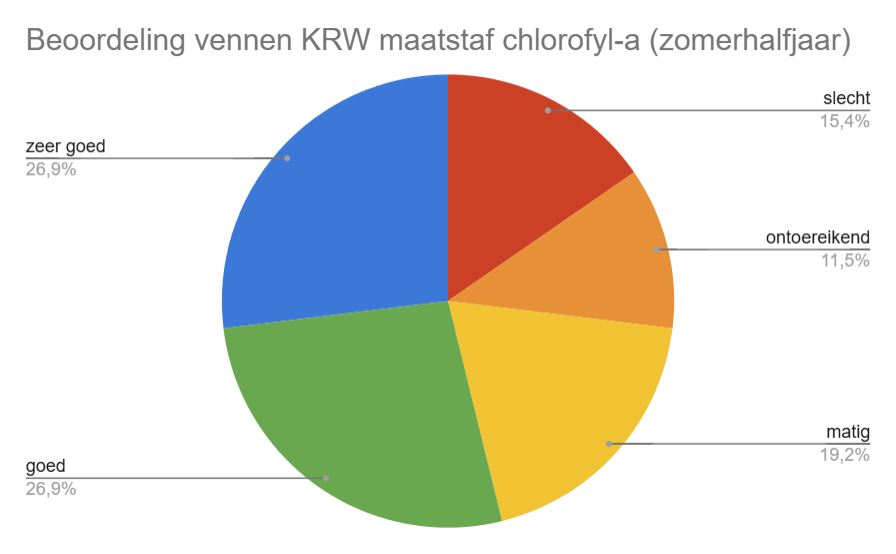 Beoordeling vennen KRW maatstaf chlorofyl-a (zomerhalfjaar)
slecht
15,4%
zeer goed
26,9%
ontoereikend
11,5%
matig
19,2%
goed
26,9%